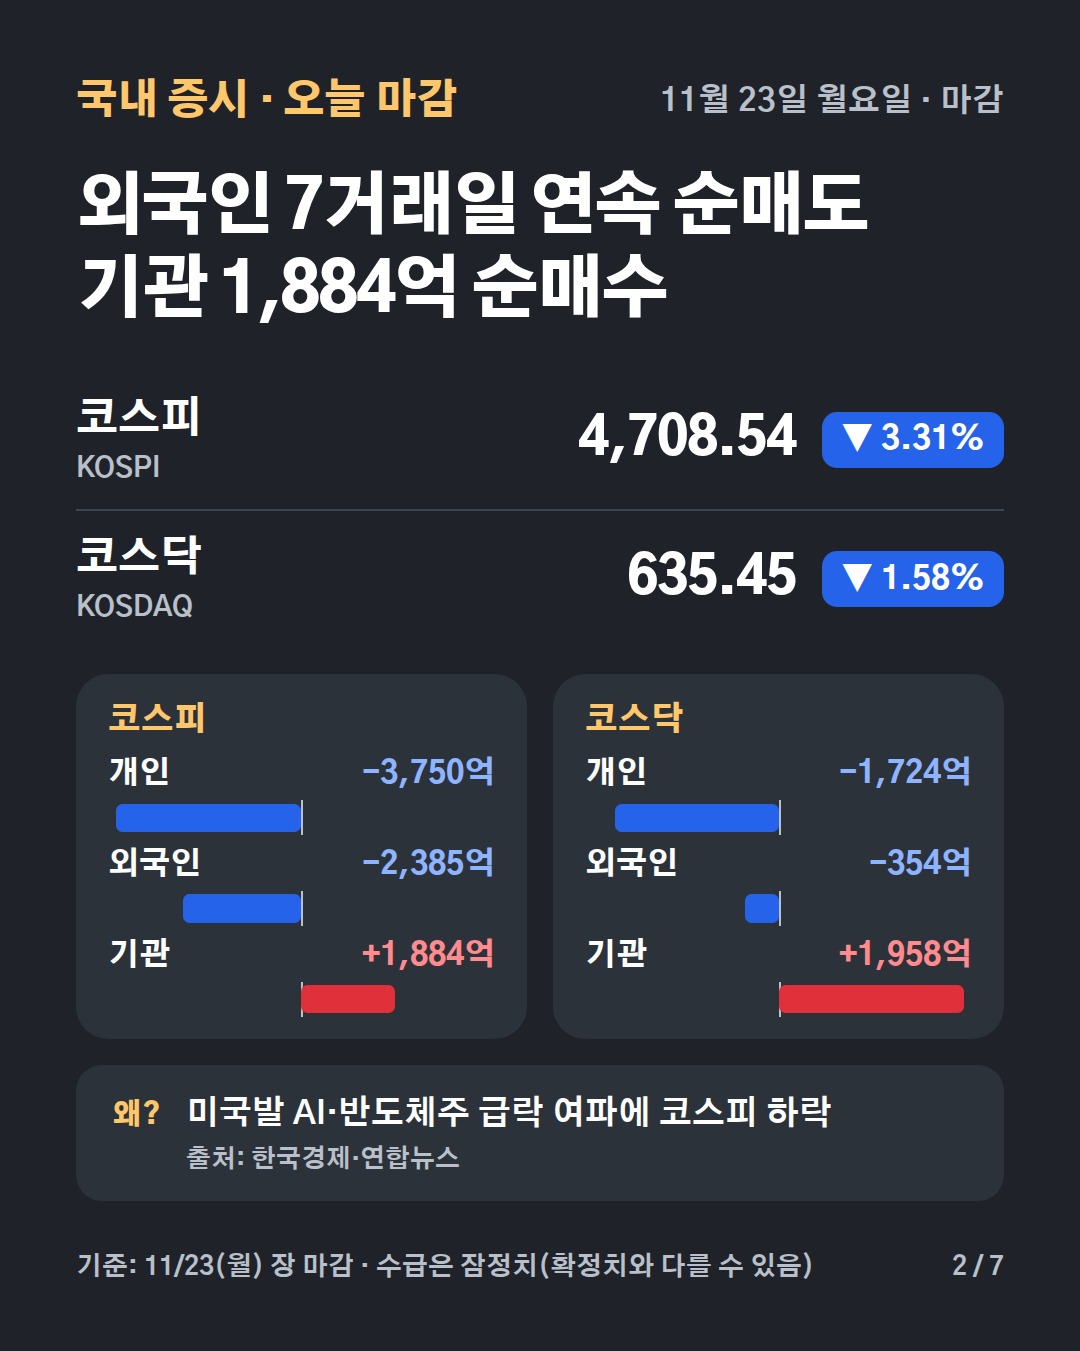 국내 증시 · 오늘 마감
11월 23일 월요일 · 마감
외국인 7거래일 연속 순매도
기관 1,884억 순매수
코스피
KOSPI
4,708.54 ▼ 3.31%
코스닥
KOSDAQ
635.45 ▼ 1.58%
코스피
개인 −3,750억
외국인 −2,385억
기관 +1,884억
코스닥
개인 −1,724억
외국인 −354억
기관 +1,958억
왜? 미국발 AI·반도체주 급락 여파에 코스피 하락
출처: 한국경제·연합뉴스
기준: 11/23(월) 장 마감 · 수급은 잠정치(확정치와 다를 수 있음)
2 / 7